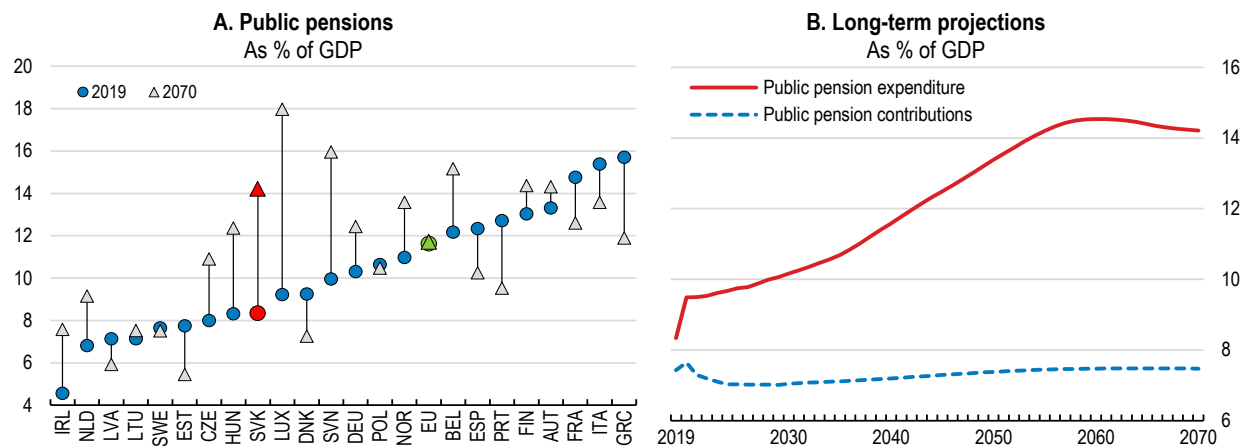 A. Public pensions
As % of GDP
20
18
16
14
12
10
8
6
4
2019
2070
IRL
NLD
LVA
LTU
SWE
EST
CZE
HUN
SVK
LUX
DNK
SVN
DEU
POL
NOR
EU
BEL
ESP
PRT
FIN
AUT
FRA
ITA
GRC
B. Long-term projections
As % of GDP
Public pension expenditure
Public pension contributions
16
14
12
10
8
6
2019
2030
2040
2050
2060
2070